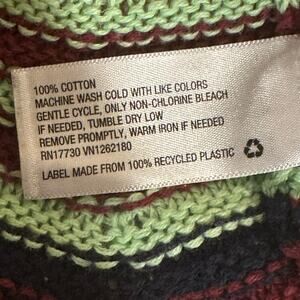 100% COTTON
MACHINE WASH COLD WITH LIKE COLORS
GENTLE CYCLE, ONLY NON-CHLORINE BLEACH
IF NEEDED, TUMBLE DRY LOW
REMOVE PROMPTLY, WARM IRON IF NEEDED
RN17730 VN1262180
LABEL MADE FROM 100% RECYCLED PLASTIC